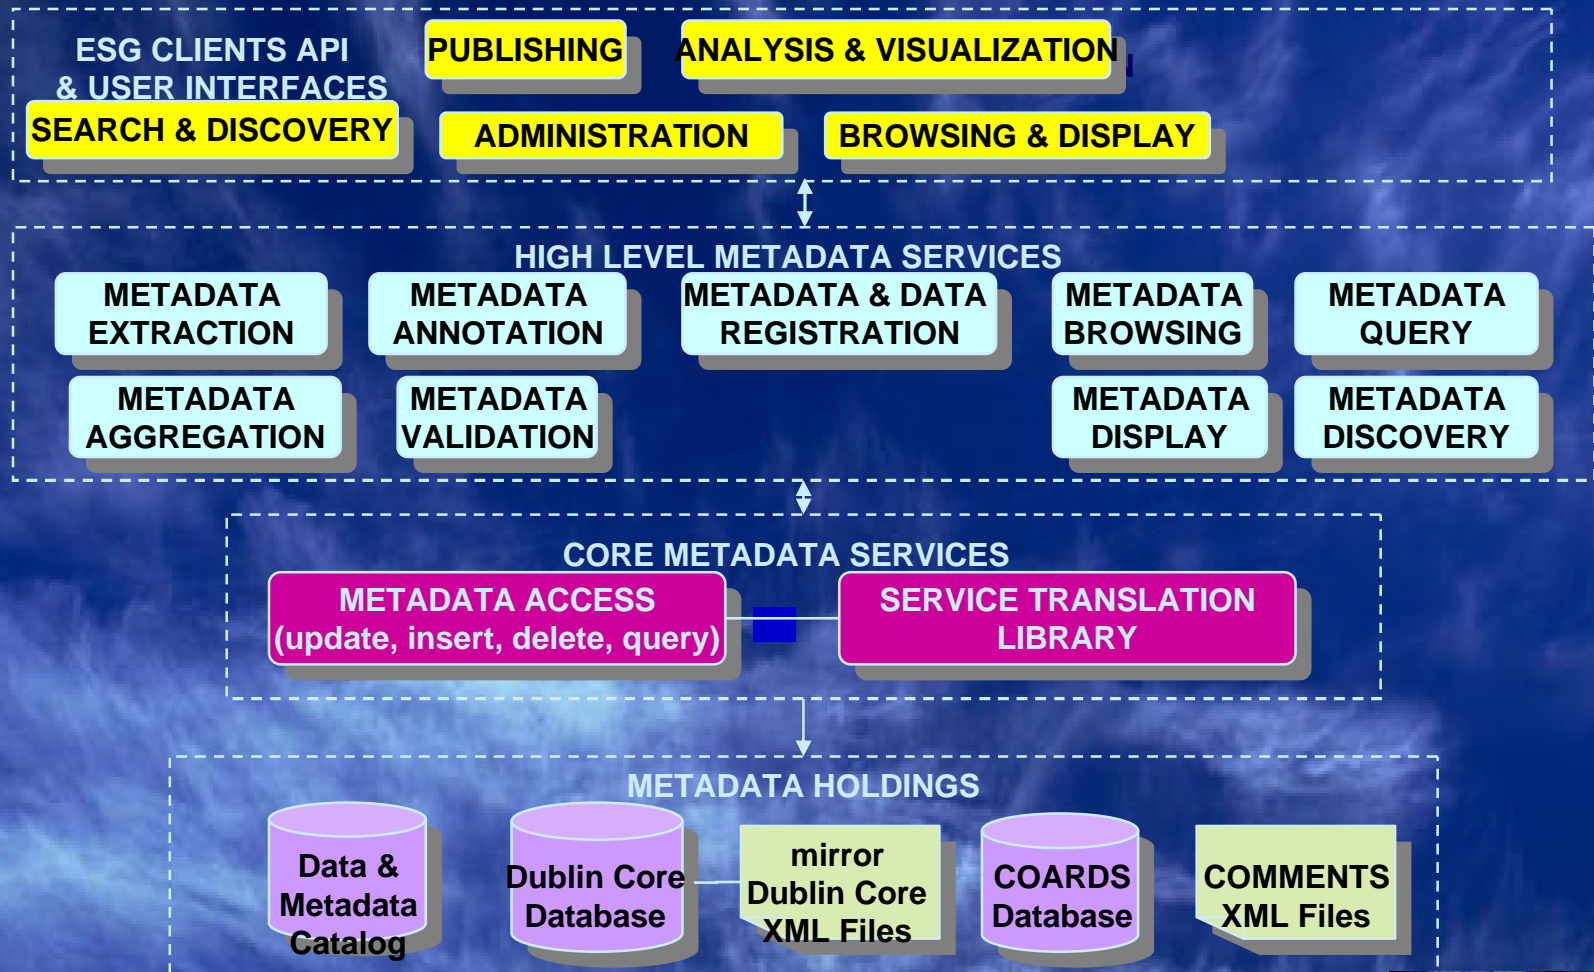 ESG CLIENTS API
& USER INTERFACES
PUBLISHING
ANALYSIS & VISUALIZATION
SEARCH & DISCOVERY
ADMINISTRATION
BROWSING & DISPLAY
HIGH LEVEL METADATA SERVICES
METADATA
EXTRACTION
METADATA
ANNOTATION
METADATA & DATA
REGISTRATION
METADATA
BROWSING
METADATA
QUERY
METADATA
AGGREGATION
METADATA
VALIDATION
METADATA
DISPLAY
METADATA
DISCOVERY
CORE METADATA SERVICES
METADATA ACCESS
(update, insert, delete, query)
SERVICE TRANSLATION
LIBRARY
METADATA HOLDINGS
Data &
Metadata
Catalog
Dublin Core
Database
mirror
Dublin Core
XML Files
COARDS
Database
COMMENTS
XML Files